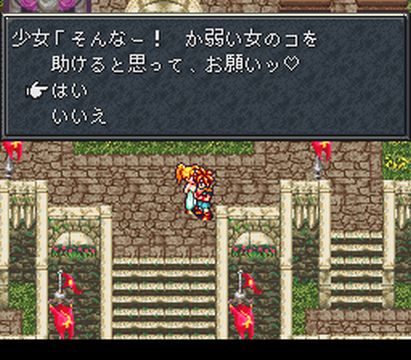 少女「そんなー！　か弱い女のコを
助けると思って、お願いッ♡
はい
いいえ